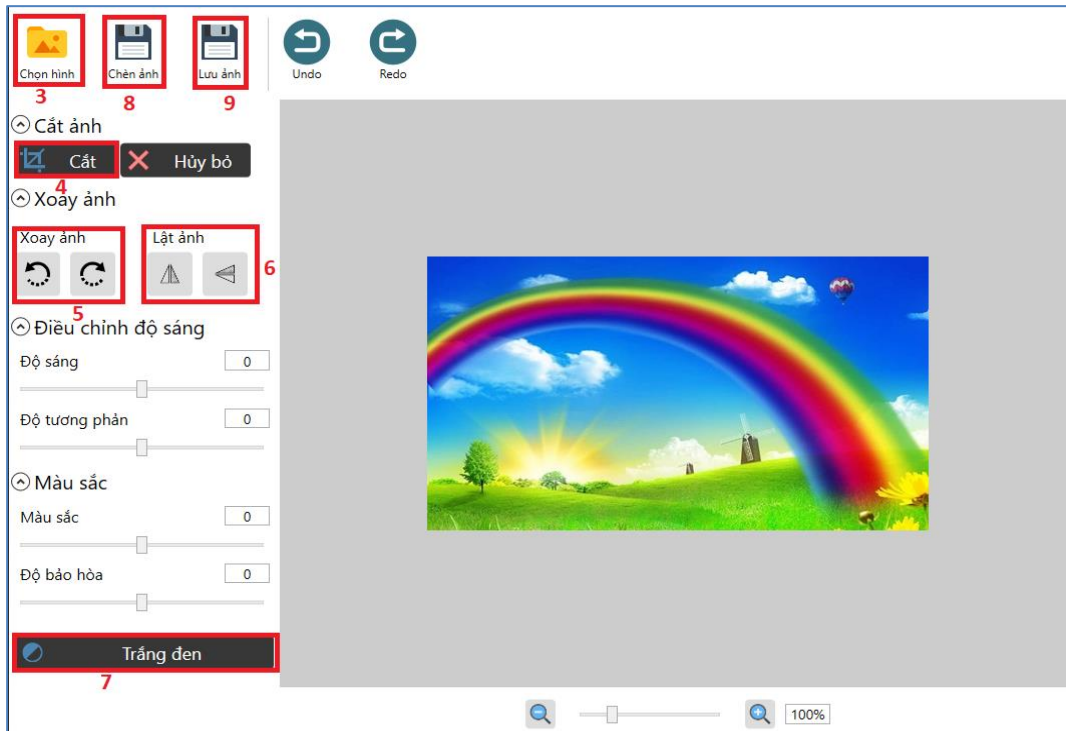 Chọn hình
Chèn ảnh
Lưu ảnh
Undo
Redo
3
8
9
Cắt ảnh
Cắt
Hủy bỏ
4
Xoay ảnh
Xoay ảnh
Lật ảnh
6
5
Điều chỉnh độ sáng
Độ sáng
0
Độ tương phản
0
Màu sắc
Màu sắc
0
Độ bảo hòa
0
Trắng đen
7
100%